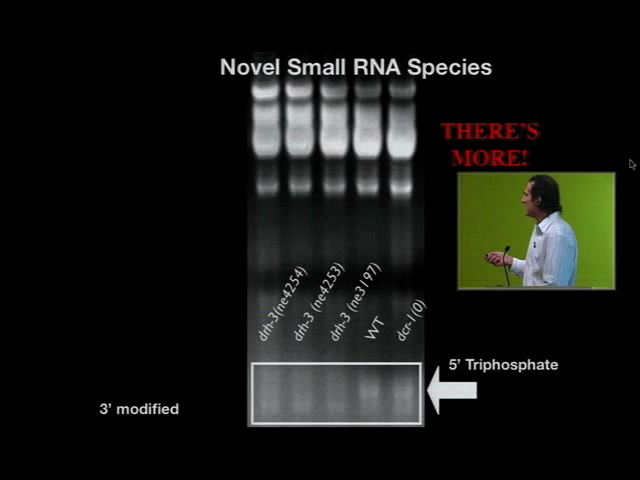 Novel Small RNA Species
THERE'S
MORE!
drh-3(ne4254)
drh-3 (ne4253)
drh-3 (ne3197)
WT
dcr-1(0)
5' Triphosphate
3' modified